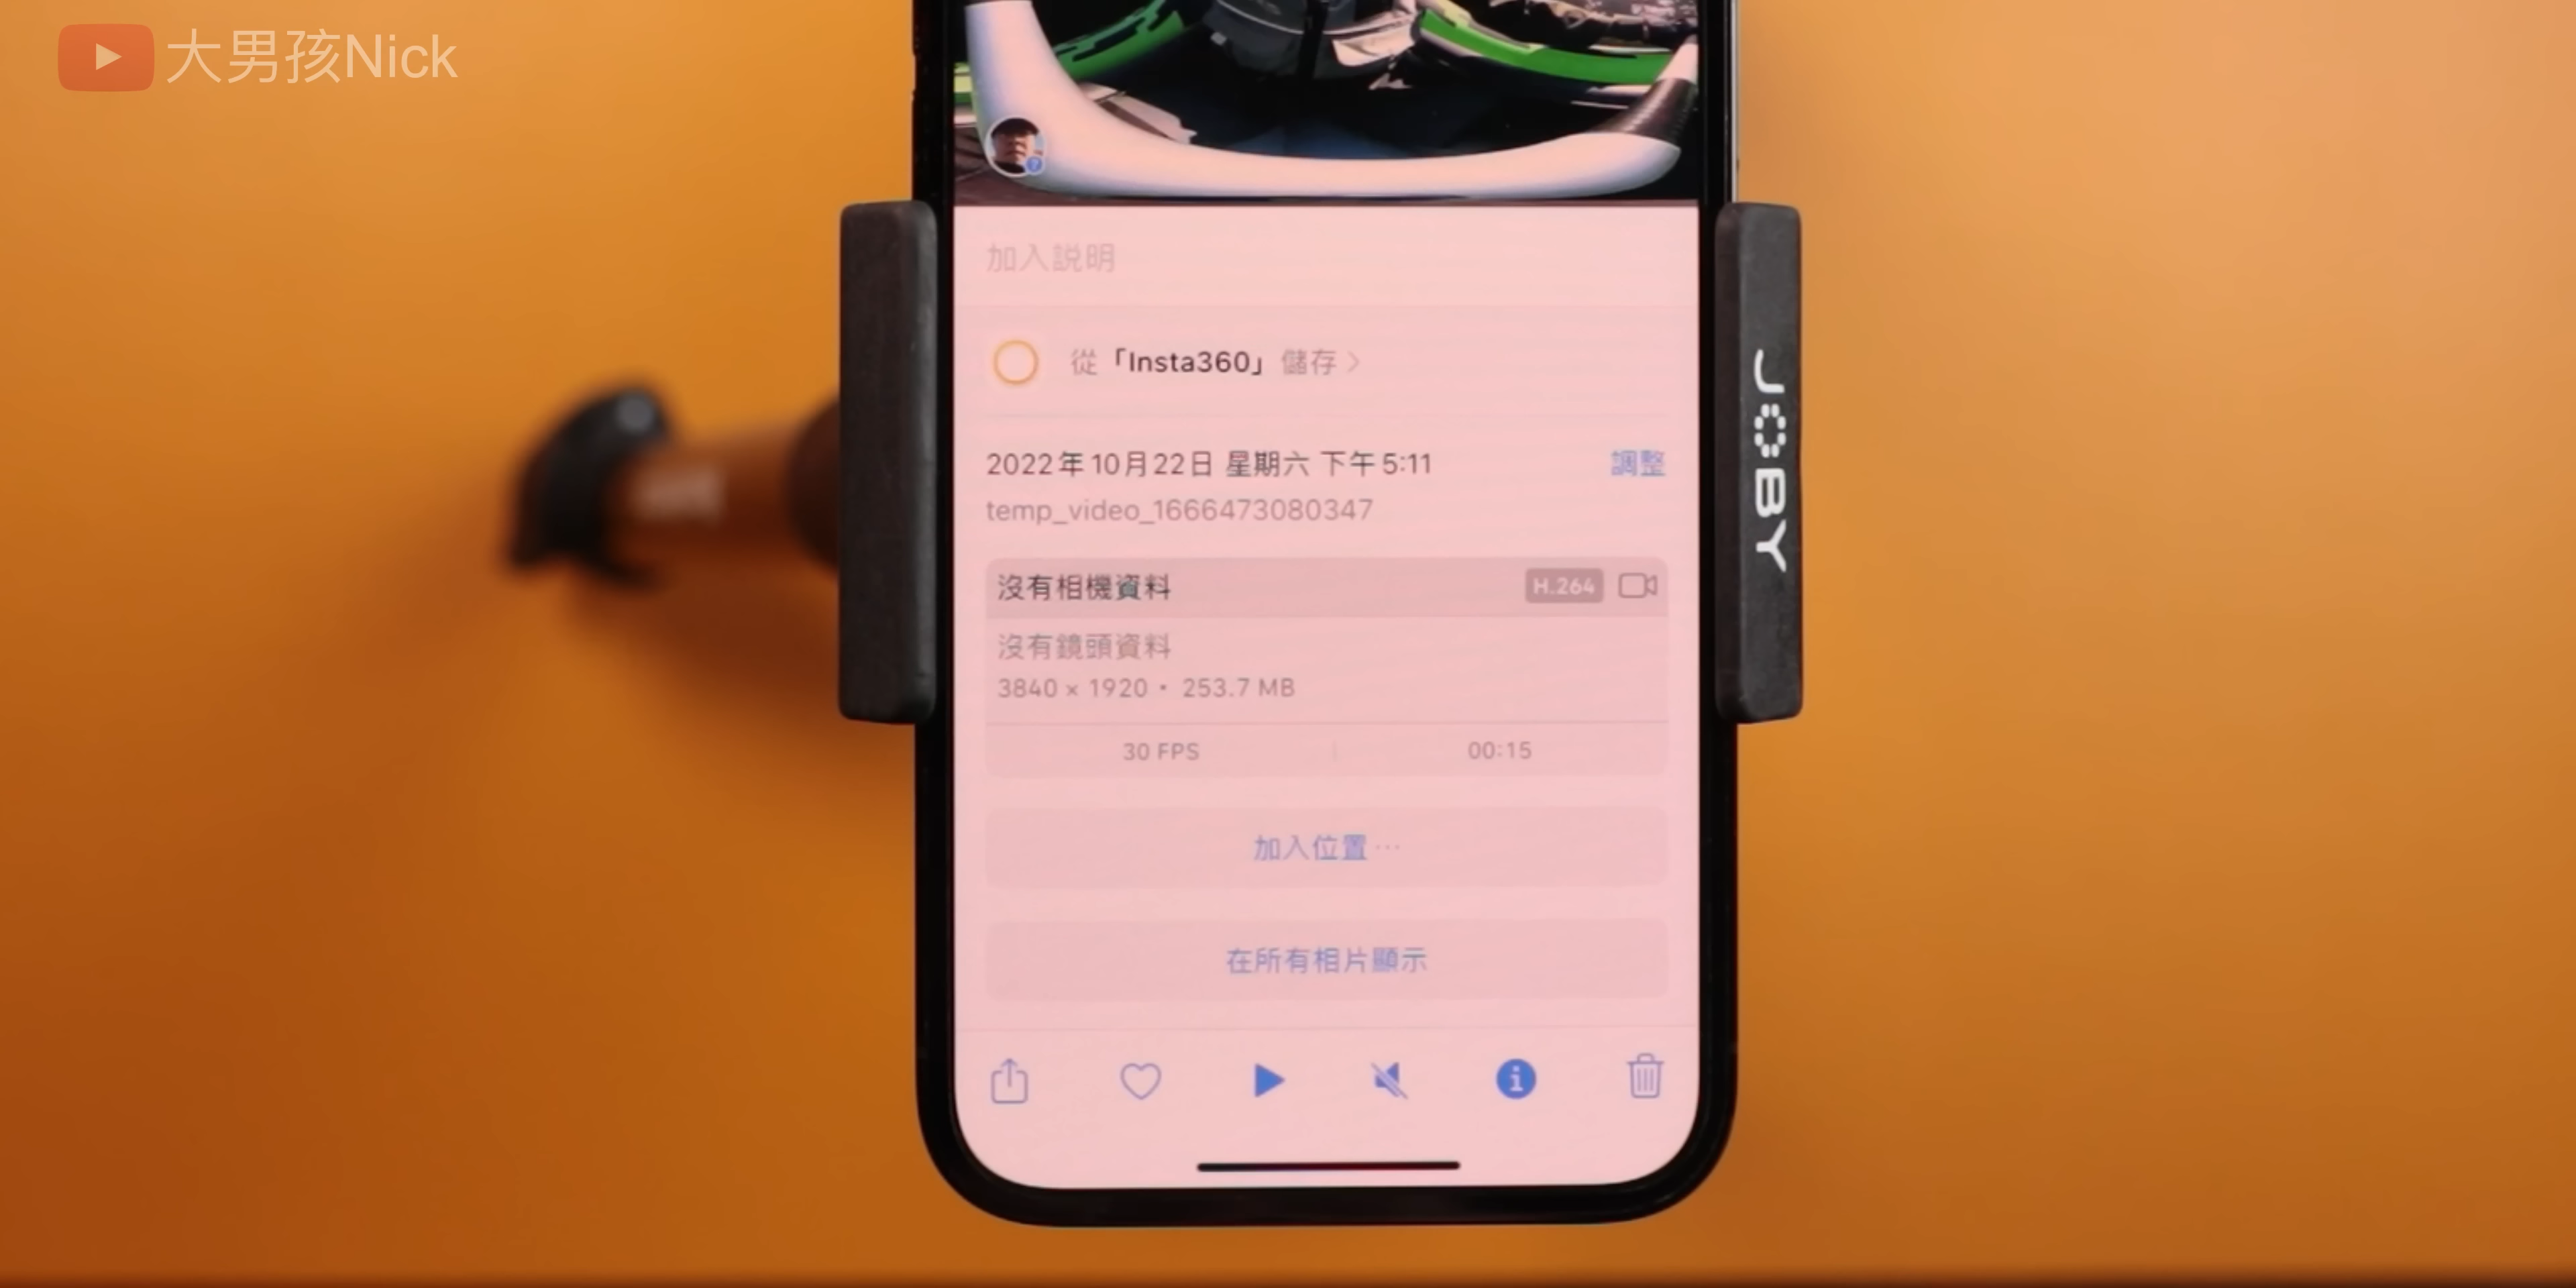 大男孩Nick
加入説明
從「Insta360」儲存 >
2022年10月22日 星期六 下午5:11
調整
temp_video_1666473080347
沒有相機資料
H.264
沒有鏡頭資料
3840 × 1920 • 253.7 MB
30 FPS
00:15
加入位置…
在所有相片顯示
JOBY